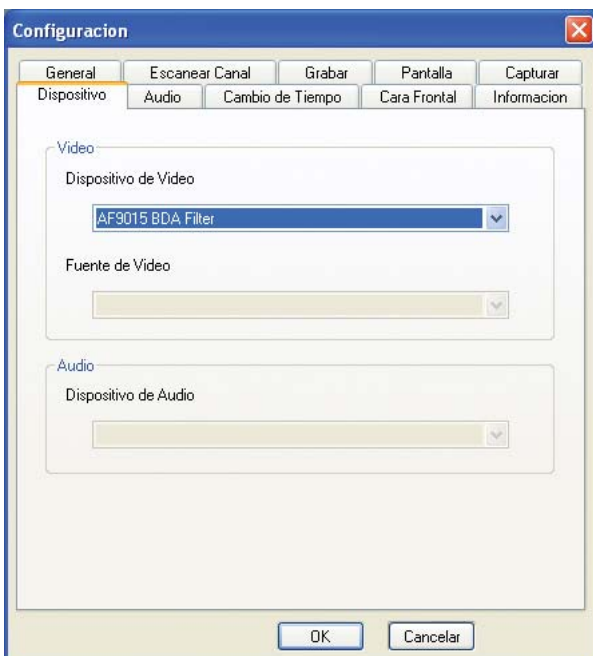 Configuracion
General Escanear Canal Grabar Pantalla Capturar
Dispositivo Audio Cambio de Tiempo Cara Frontal Informacion
Video
Dispositivo de Video
AF9015 BDA Filter
Fuente de Video
Audio
Dispositivo de Audio
OK Cancelar